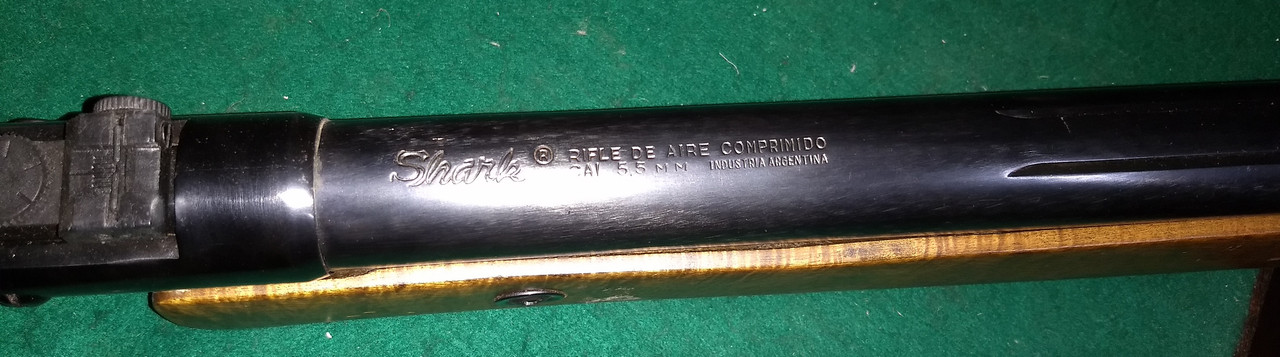 Shark ® RIFLE DE AIRE COMPRIMIDO
CAL 5,5 MM INDUSTRIA ARGENTINA